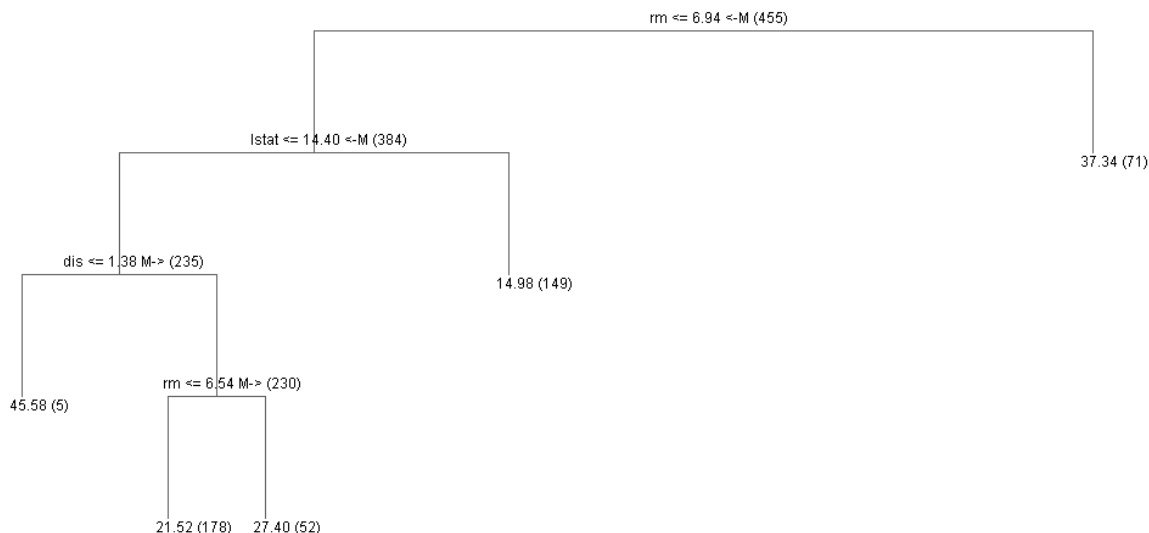 rm <= 6.94 <-M (455)
lstat <= 14.40 <-M (384)
37.34 (71)
dis <= 1.38 M-> (235)
14.98 (149)
rm <= 6.54 M-> (230)
45.58 (5)
21.52 (178)
27.40 (52)